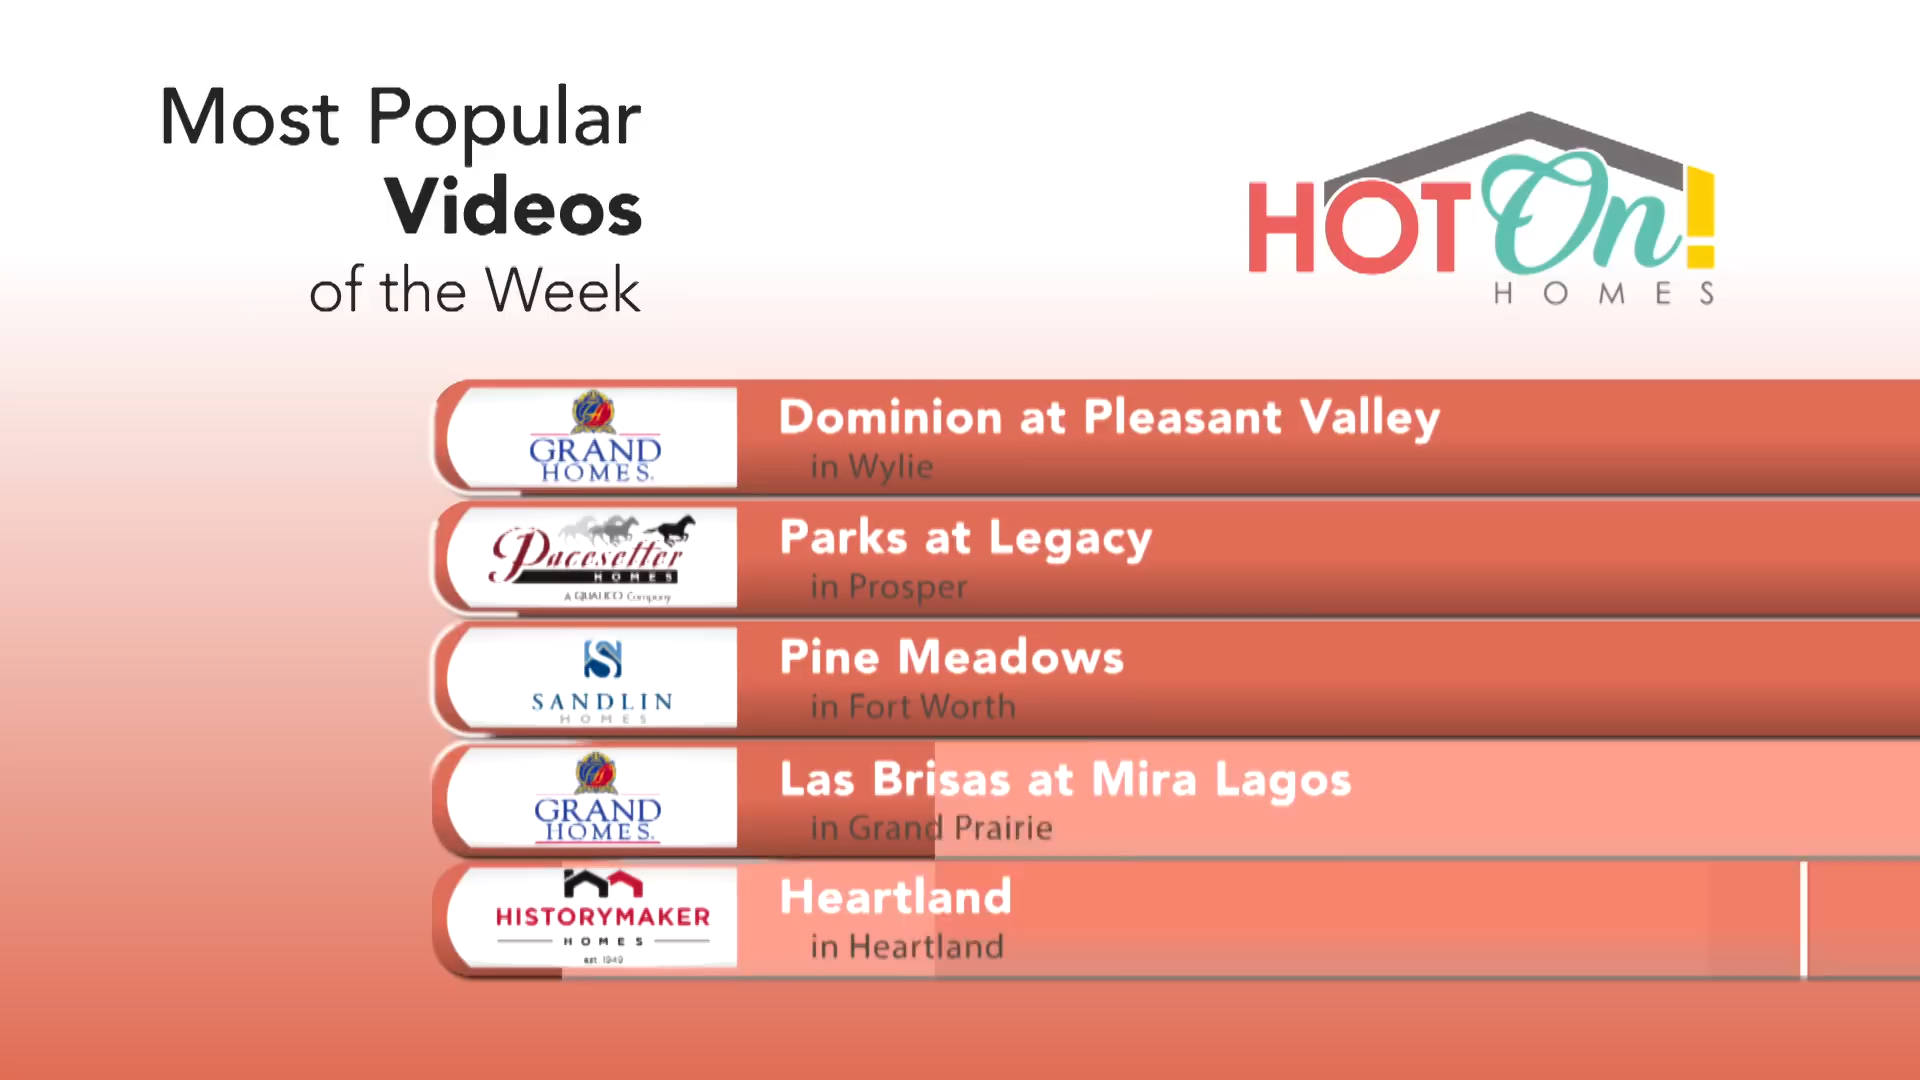 Most Popular
Videos
of the Week
HOT On!
HOMES
GRAND
HOMES.
Dominion at Pleasant Valley
in Wylie
Pacesetter
HOMES
A QUALICO Company
Parks at Legacy
in Prosper
S
SANDLIN
HOMES
Pine Meadows
in Fort Worth
GRAND
HOMES.
Las Brisas at Mira Lagos
in Grand Prairie
HISTORYMAKER
HOMES
est. 1949
Heartland
in Heartland